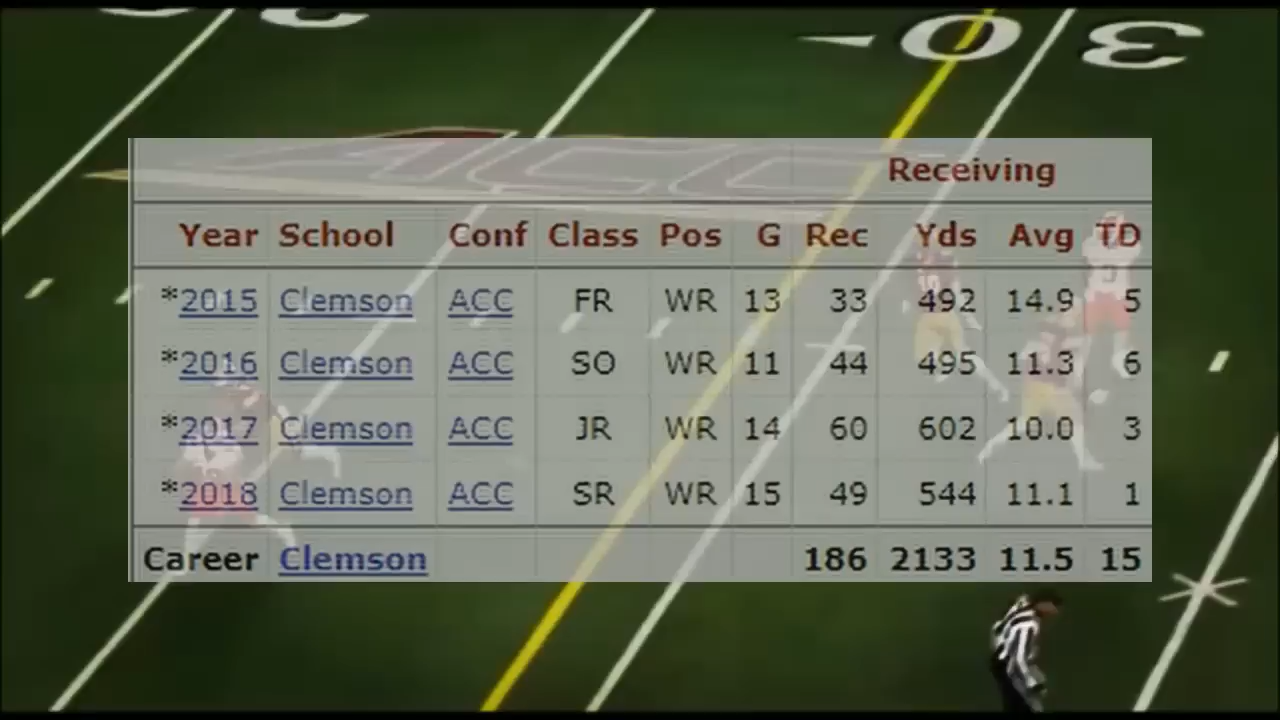 3 0
ACC
Receiving
Year School Conf Class Pos G Rec Yds Avg TD
*2015 Clemson ACC FR WR 13 33 492 14.9 5
*2016 Clemson ACC SO WR 11 44 495 11.3 6
*2017 Clemson ACC JR WR 14 60 602 10.0 3
*2018 Clemson ACC SR WR 15 49 544 11.1 1
Career Clemson 186 2133 11.5 15